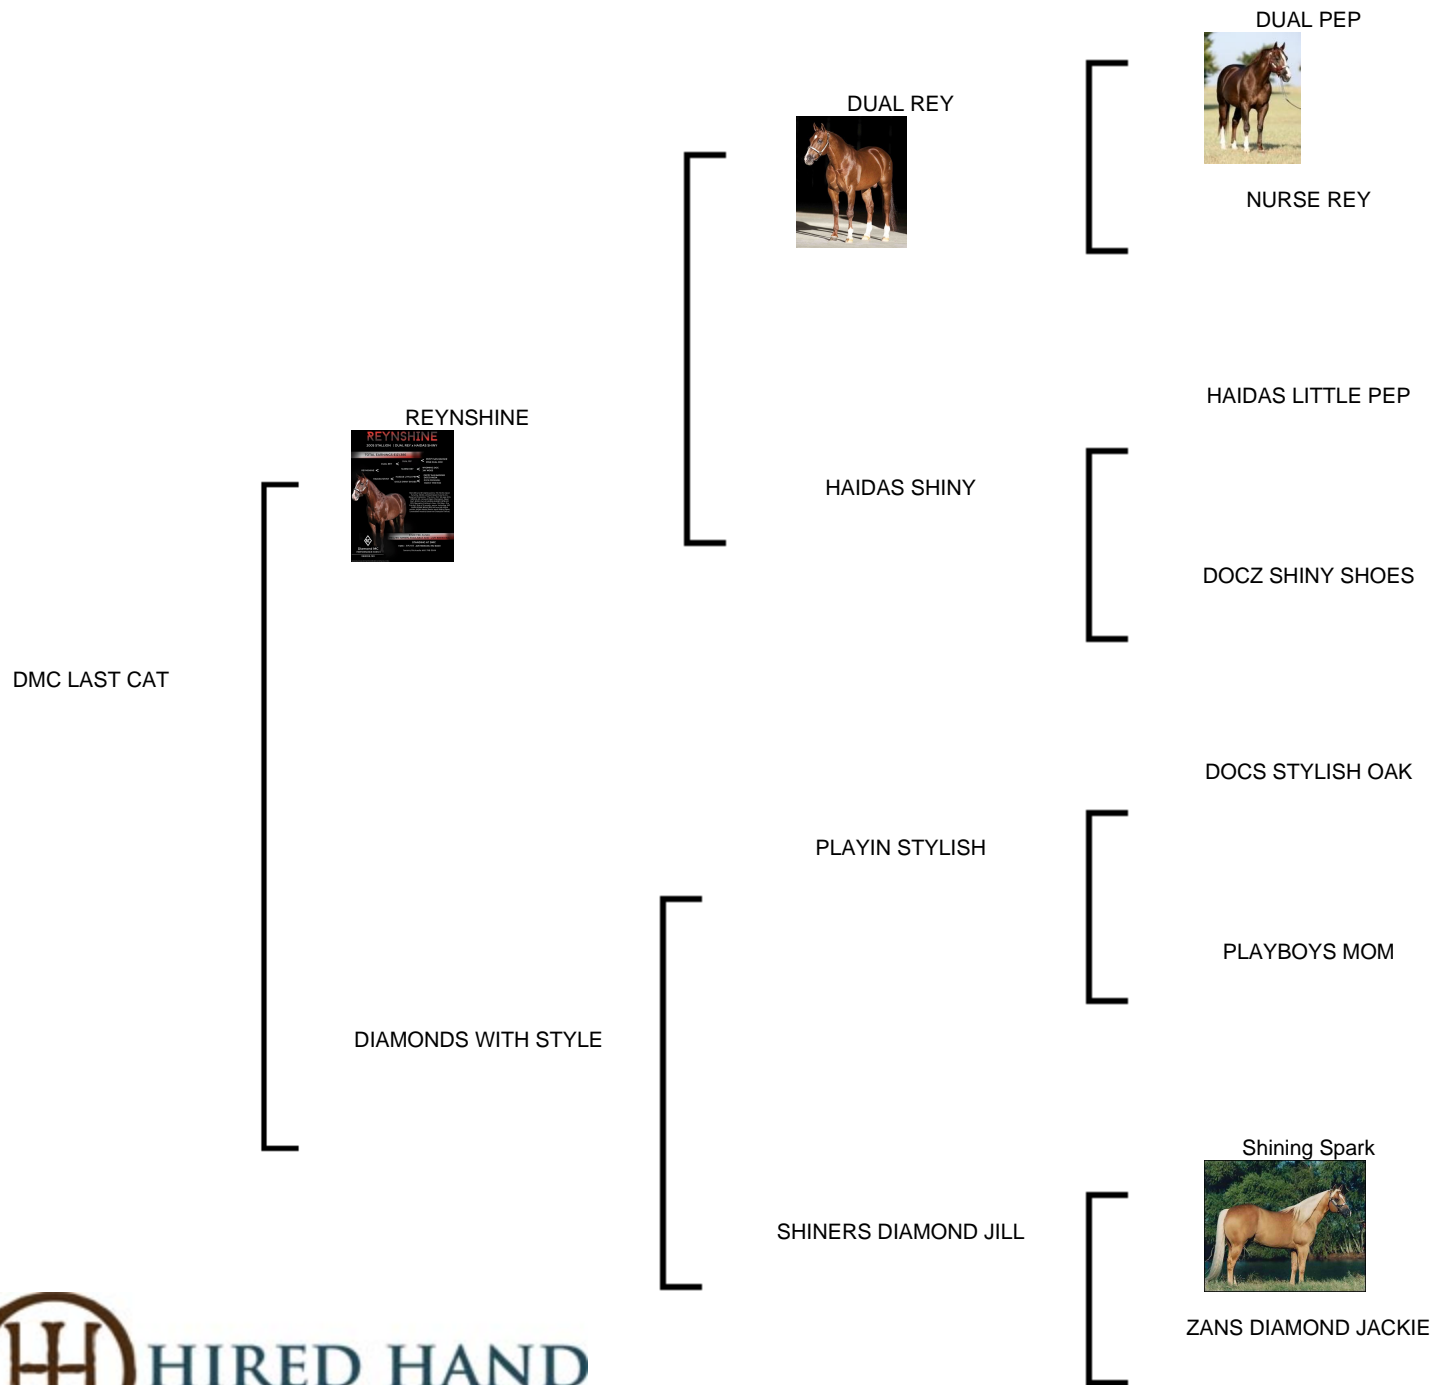 DUAL PEP
DUAL REY
NURSE REY
HAIDAS LITTLE PEP
REYNSHINE
REYNSHINE
HAIDAS SHINY
DOCZ SHINY SHOES
DMC LAST CAT
DOCS STYLISH OAK
PLAYIN STYLISH
PLAYBOYS MOM
DIAMONDS WITH STYLE
Shining Spark
SHINERS DIAMOND JILL
ZANS DIAMOND JACKIE
HIRED HAND